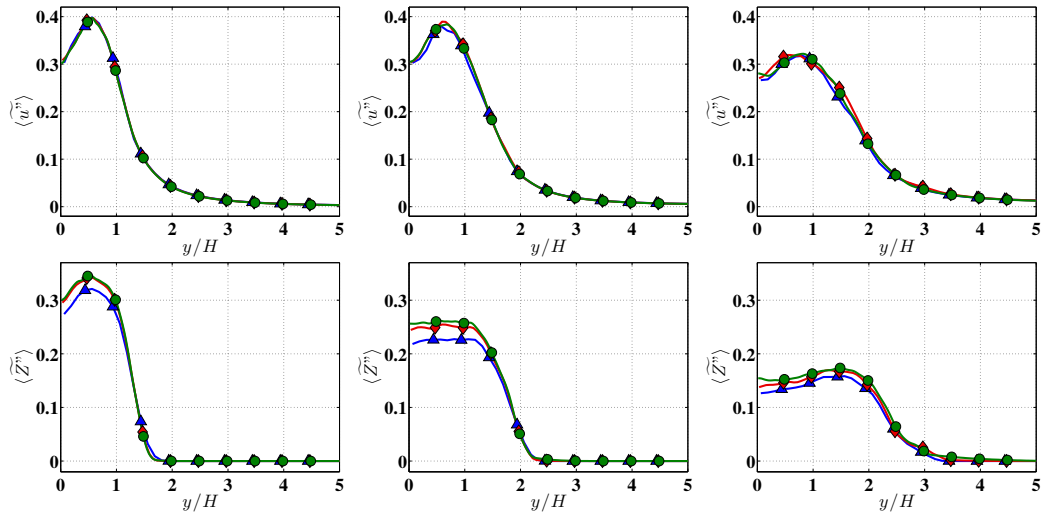 0.4 0.4 0.4
0.3 0.3 0.3
⟨ũ”⟩ ⟨ũ”⟩ ⟨ũ”⟩
0.2 0.2 0.2
0.1 0.1 0.1
0 0 0
0 1 2 3 4 5 0 1 2 3 4 5 0 1 2 3 4 5
y/H y/H y/H
0.3 0.3 0.3
⟨Z̃”⟩ ⟨Z̃”⟩ ⟨Z̃”⟩
0.2 0.2 0.2
0.1 0.1 0.1
0 0 0
0 1 2 3 4 5 0 1 2 3 4 5 0 1 2 3 4 5
y/H y/H y/H